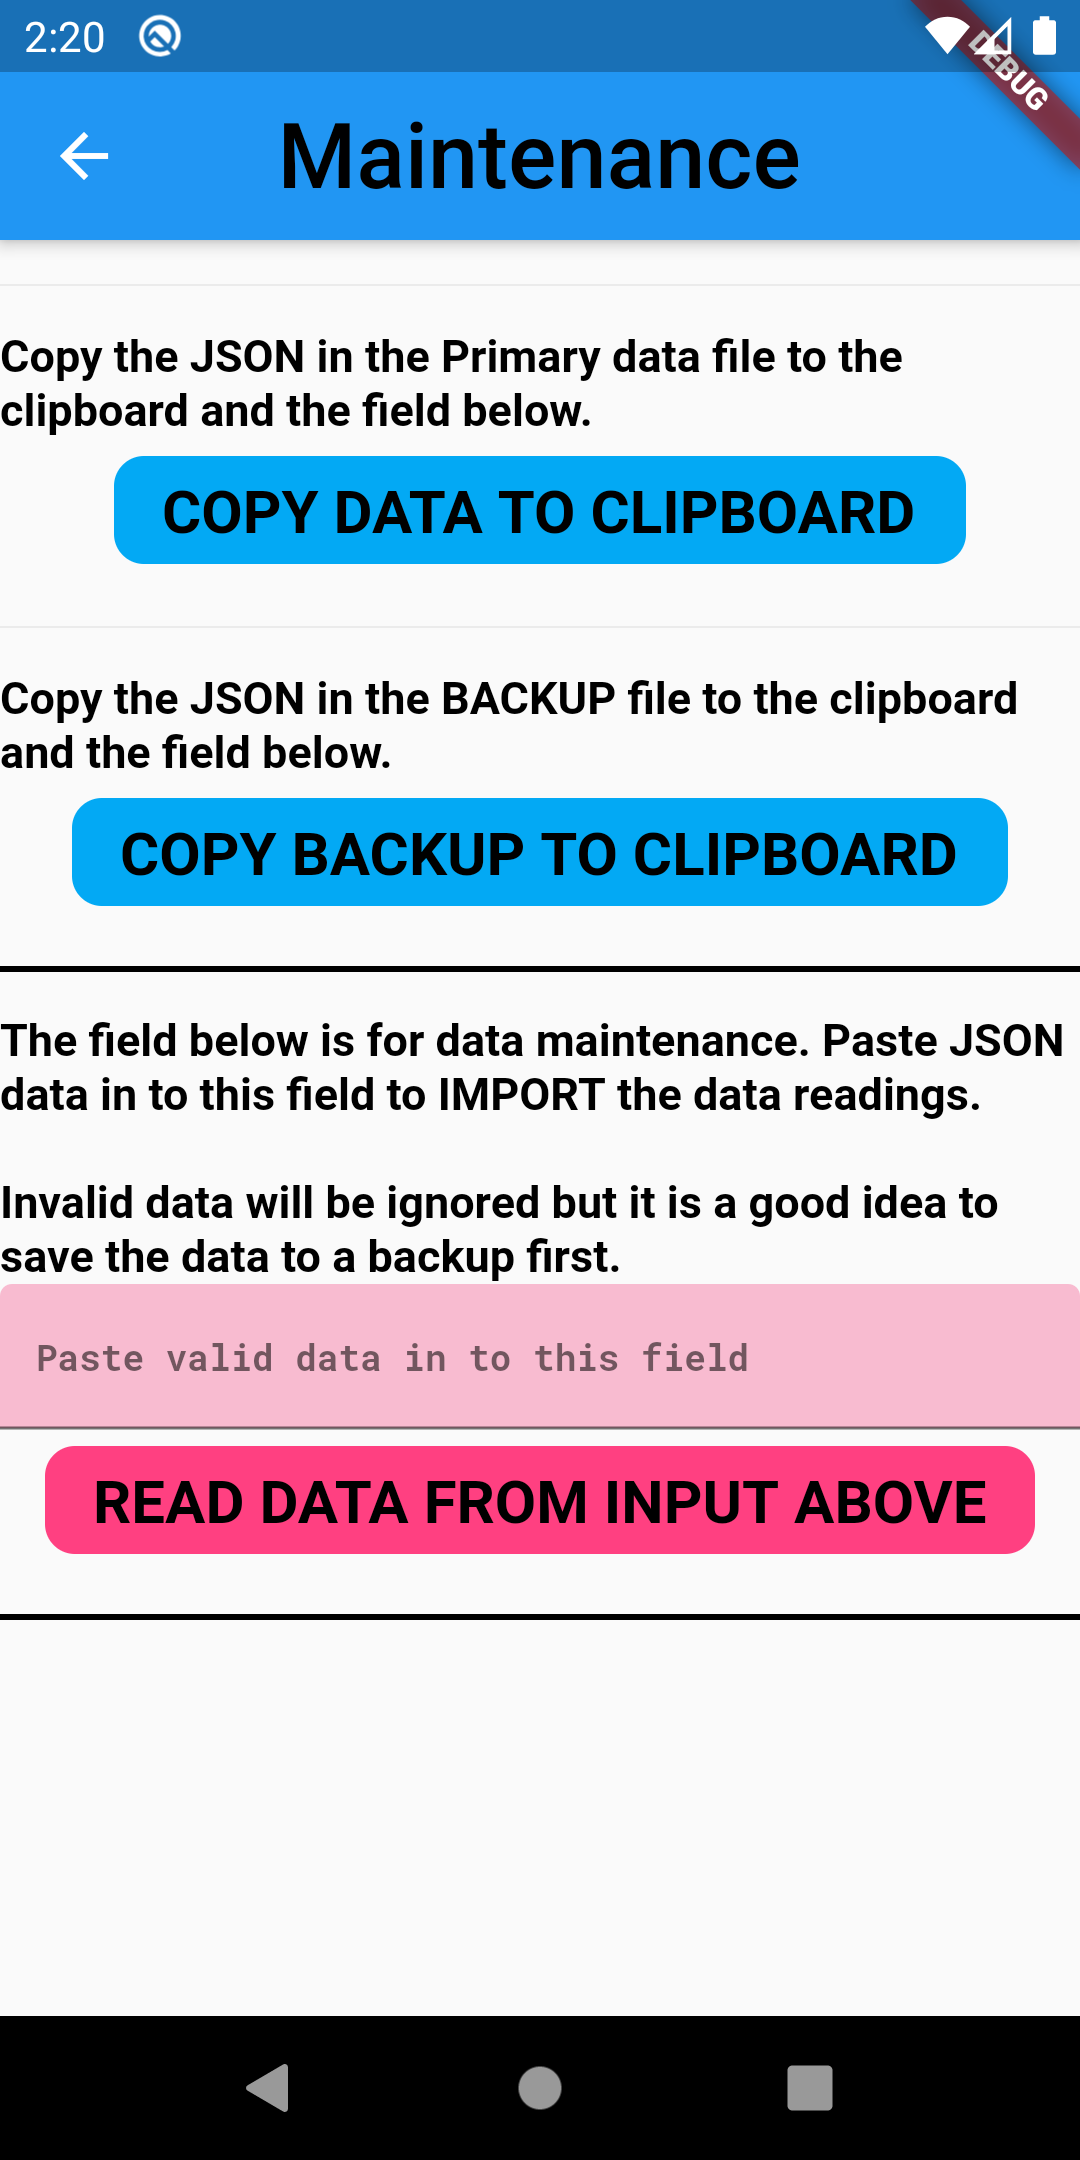 2:20
DEBUG
Maintenance
Copy the JSON in the Primary data file to the
clipboard and the field below.
COPY DATA TO CLIPBOARD
Copy the JSON in the BACKUP file to the clipboard
and the field below.
COPY BACKUP TO CLIPBOARD
The field below is for data maintenance. Paste JSON
data in to this field to IMPORT the data readings.
Invalid data will be ignored but it is a good idea to
save the data to a backup first.
Paste valid data in to this field
READ DATA FROM INPUT ABOVE